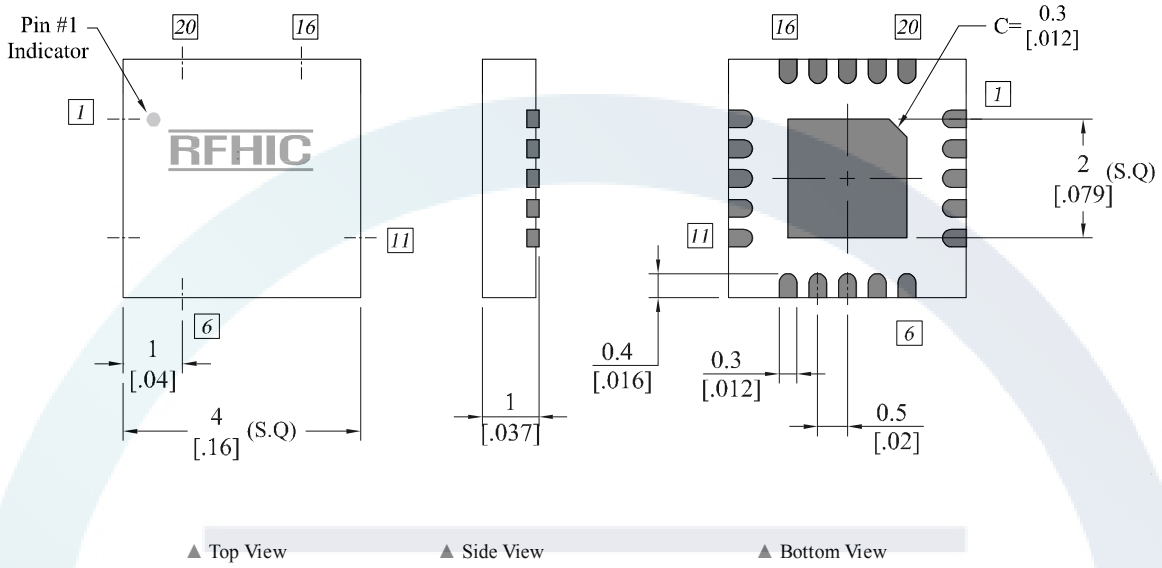 Pin #1
Indicator
20
16
1
RFHIC
11
6
1
[.04]
4
[.16]
(S.Q)
1
[.037]
16
20
C= 0.3
[.012]
1
2
[.079]
(S.Q)
11
6
0.4
[.016]
0.3
[.012]
0.5
[.02]
▲ Top View
▲ Side View
▲ Bottom View